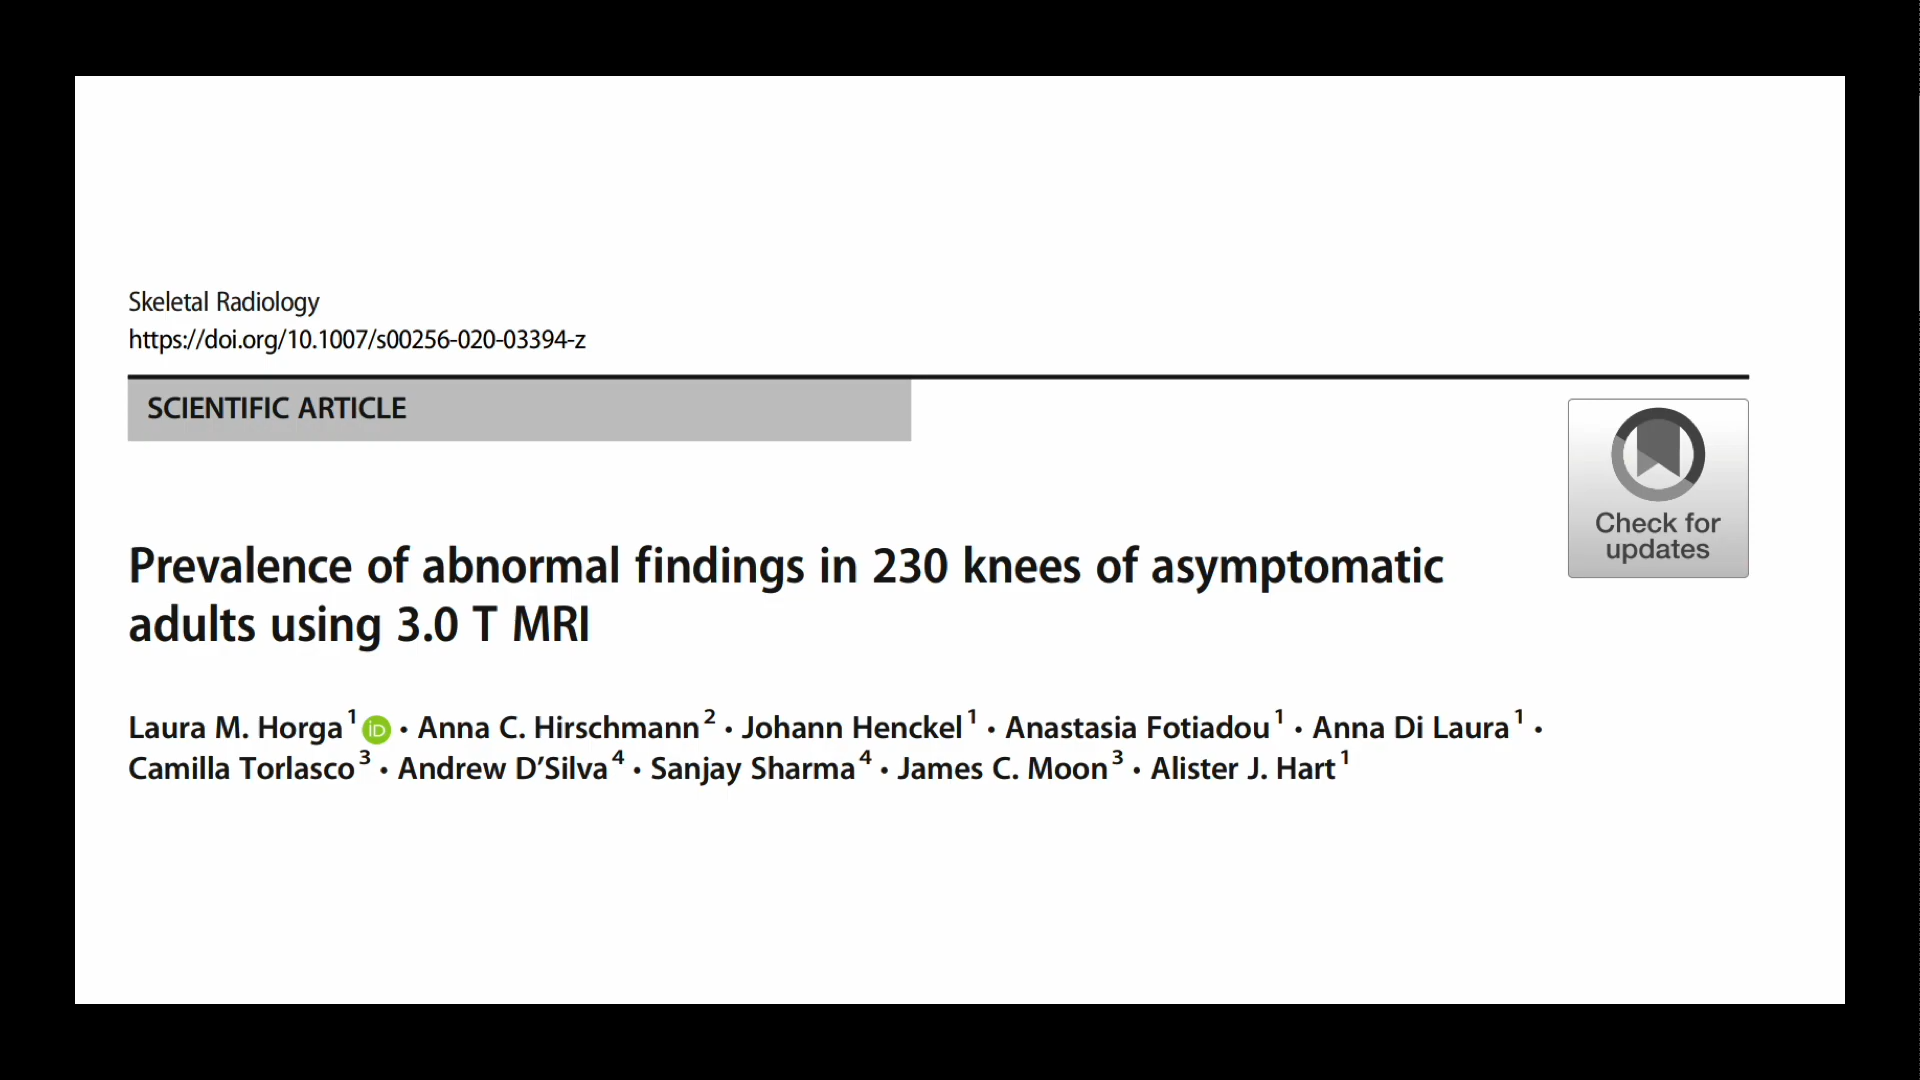 Skeletal Radiology
https://doi.org/10.1007/s00256-020-03394-z
SCIENTIFIC ARTICLE
Check for
updates
Prevalence of abnormal findings in 230 knees of asymptomatic
adults using 3.0 T MRI
Laura M. Horga 1 iD • Anna C. Hirschmann 2 • Johann Henckel 1 • Anastasia Fotiadou 1 • Anna Di Laura 1 •
Camilla Torlasco 3 • Andrew D’Silva 4 • Sanjay Sharma 4 • James C. Moon 3 • Alister J. Hart 1